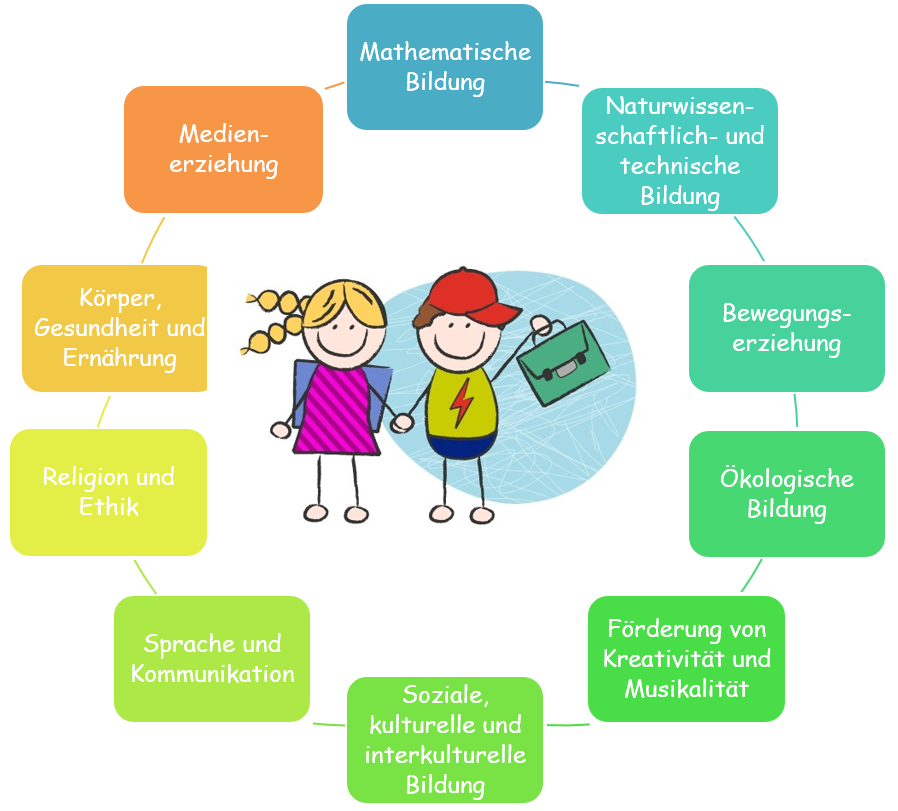 Mathematische
Bildung
Naturwissen-
schaftlich- und
technische
Bildung
Bewegungs-
erziehung
Ökologische
Bildung
Förderung von
Kreativität und
Musikalität
Soziale,
kulturelle und
interkulturelle
Bildung
Sprache und
Kommunikation
Religion und
Ethik
Körper,
Gesundheit und
Ernährung
Medien-
erziehung